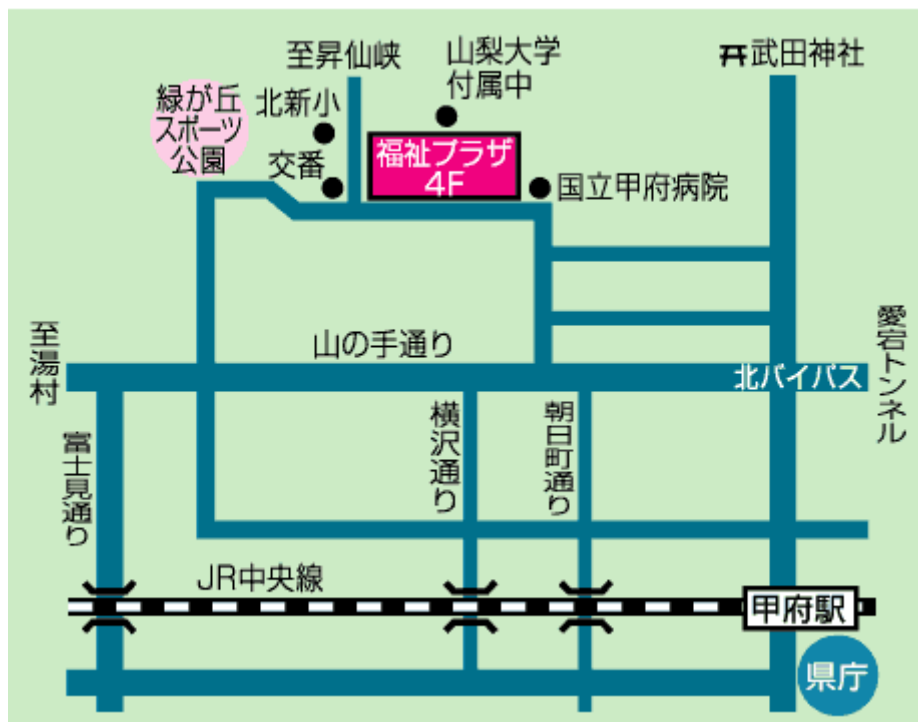 至昇仙峡
山梨大学
付属中
武田神社
緑が丘
スポーツ
公園
北新小
交番
福祉プラザ
4F
国立甲府病院
至湯村
山の手通り
北バイパス
愛宕トンネル
富士見通り
横沢通り
朝日町通り
JR中央線
甲府駅
県庁